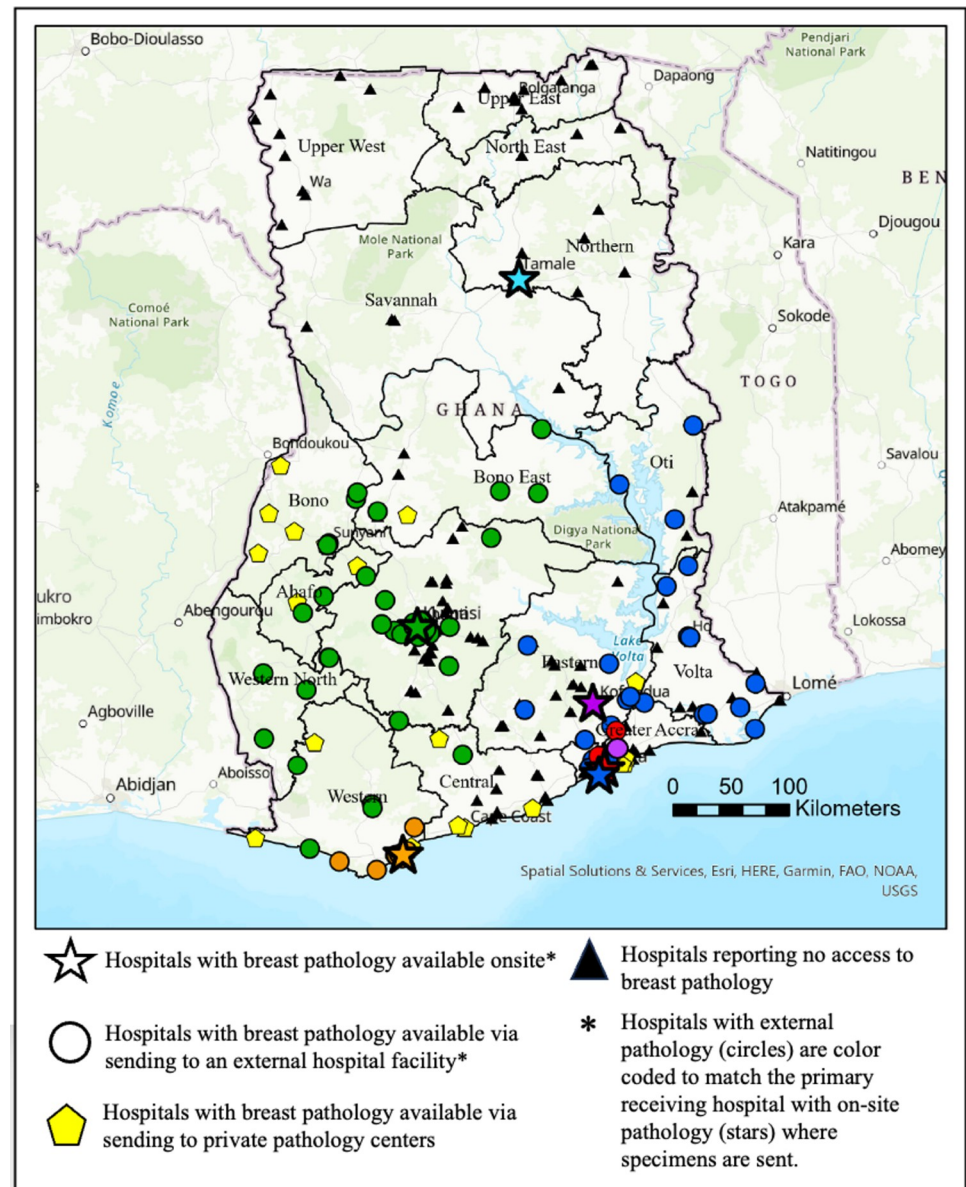 Bobo-Dioulasso
Pendjari
National Park
Dapaong
Bolgatanga
Upper East
Upper West
North East
Natitingou
Wa
BEN
Djougou
Mole National
Park
Northern
Kara
Tamale
Comoé
National Park
Savannah
Sokode
TOGO
Komoe
GHANA
Bondoukou
Oti
Savalou
Bono East
Bono
Atakpamé
Sunyani
Digya National
Park
Abomey
ukro
Ahafo
imbokro
Abengourou
Lokossa
Ho
Lake
Volta
Eastern
Volta
Western North
Lomé
Agboville
Greater Accra
Aboisso
Abidjan
Central
0 50 100
Western
Kilometers
Cape Coast
Spatial Solutions & Services, Esri, HERE, Garmin, FAO, NOAA,
USGS
Hospitals with breast pathology available onsite*
Hospitals with breast pathology available via
sending to an external hospital facility*
Hospitals with breast pathology available via
sending to private pathology centers
Hospitals reporting no access to
breast pathology
* Hospitals with external
pathology (circles) are color
coded to match the primary
receiving hospital with on-site
pathology (stars) where
specimens are sent.